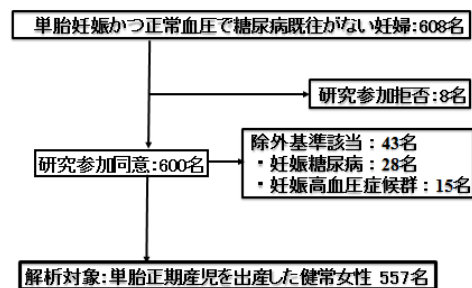 単胎妊娠かつ正常血圧で糖尿病既往がない妊婦:608名
研究参加拒否:8名
研究参加同意:600名
除外基準該当：43名
・妊娠糖尿病：28名
・妊娠高血圧症候群：15名
解析対象:単胎正期産児を出産した健常女性 557名